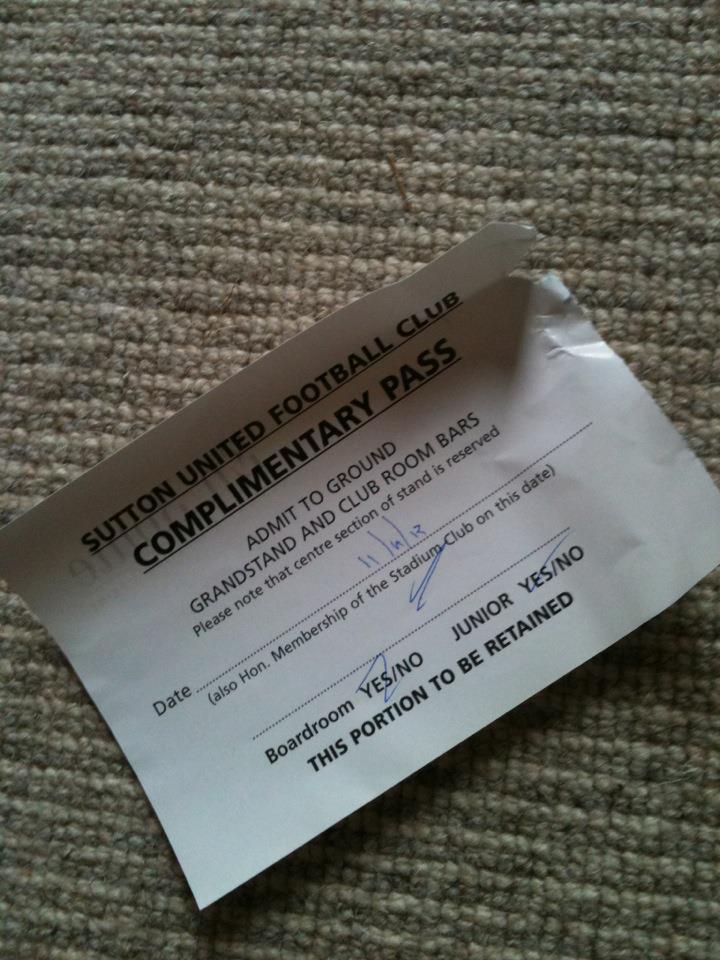 SUTTON UNITED FOOTBALL CLUB
COMPLIMENTARY PASS
ADMIT TO GROUND
GRANDSTAND AND CLUB ROOM BARS
Please note that centre section of stand is reserved
Date
(also Hon. Membership of the Stadium Club on this date)
Boardroom YES/NO JUNIOR YES/NO
THIS PORTION TO BE RETAINED